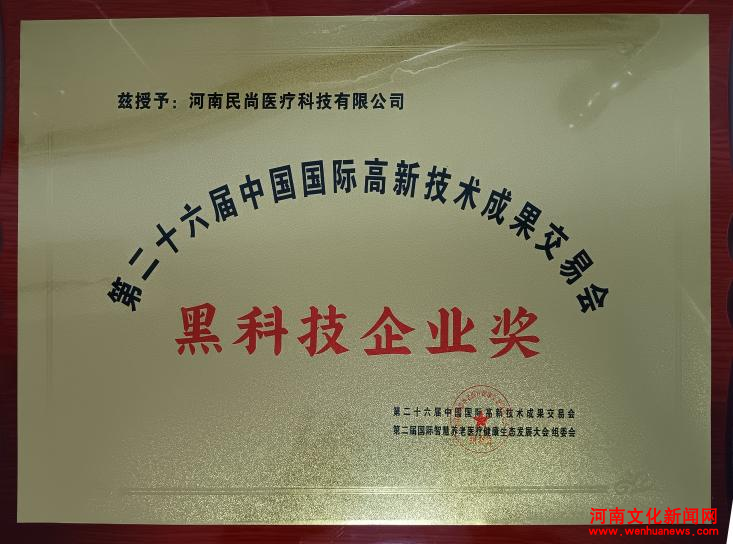 兹授予：河南民尚医疗科技有限公司
第二十六届中国国际高新技术成果交易会
黑科技企业奖
第二十六届中国国际高新技术成果交易会
第二届国际智慧养老医疗健康生态发展大会 组委会
河南文化新闻网
www.wenhuanews.com